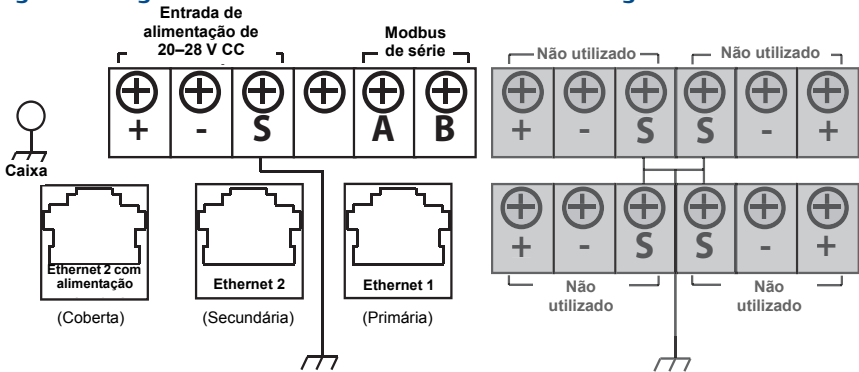 Entrada de
alimentação de
20–28 V CC
Modbus
de série
Não utilizado
Não utilizado
+ - S A B
+ - S S - +
Caixa
+ - S S - +
Ethernet 2 com
alimentação
Ethernet 2
Ethernet 1
(Coberta)
(Secundária)
(Primária)
Não
utilizado
Não
utilizado